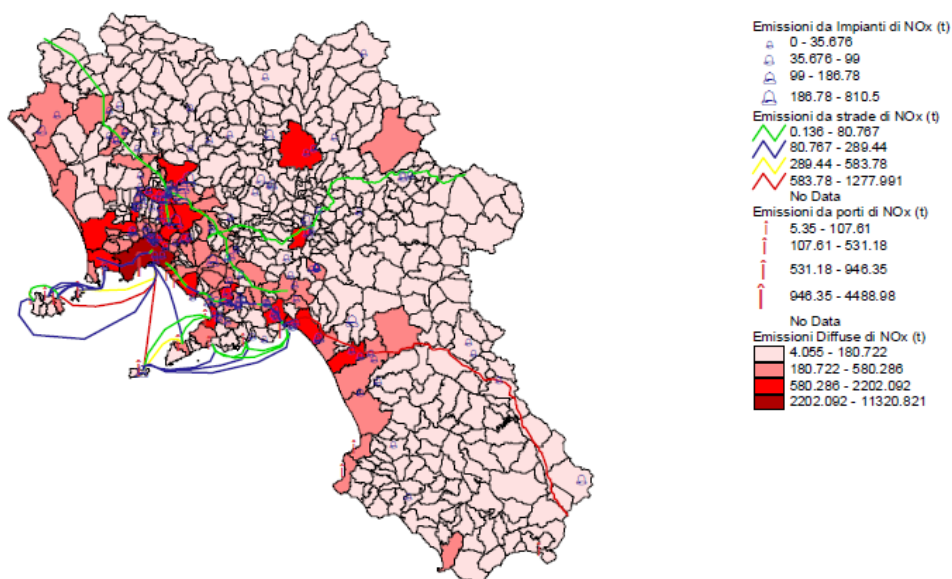 Emissioni da Impianti di NOx (t)
0 - 35.676
35.676 - 99
99 - 186.78
186.78 - 810.5
Emissioni da strade di NOx (t)
0.136 - 80.767
80.767 - 289.44
289.44 - 583.78
583.78 - 1277.991
No Data
Emissioni da porti di NOx (t)
5.35 - 107.61
107.61 - 531.18
531.18 - 946.35
946.35 - 4488.98
No Data
Emissioni Diffuse di NOx (t)
4.055 - 180.722
180.722 - 580.286
580.286 - 2202.092
2202.092 - 11320.821